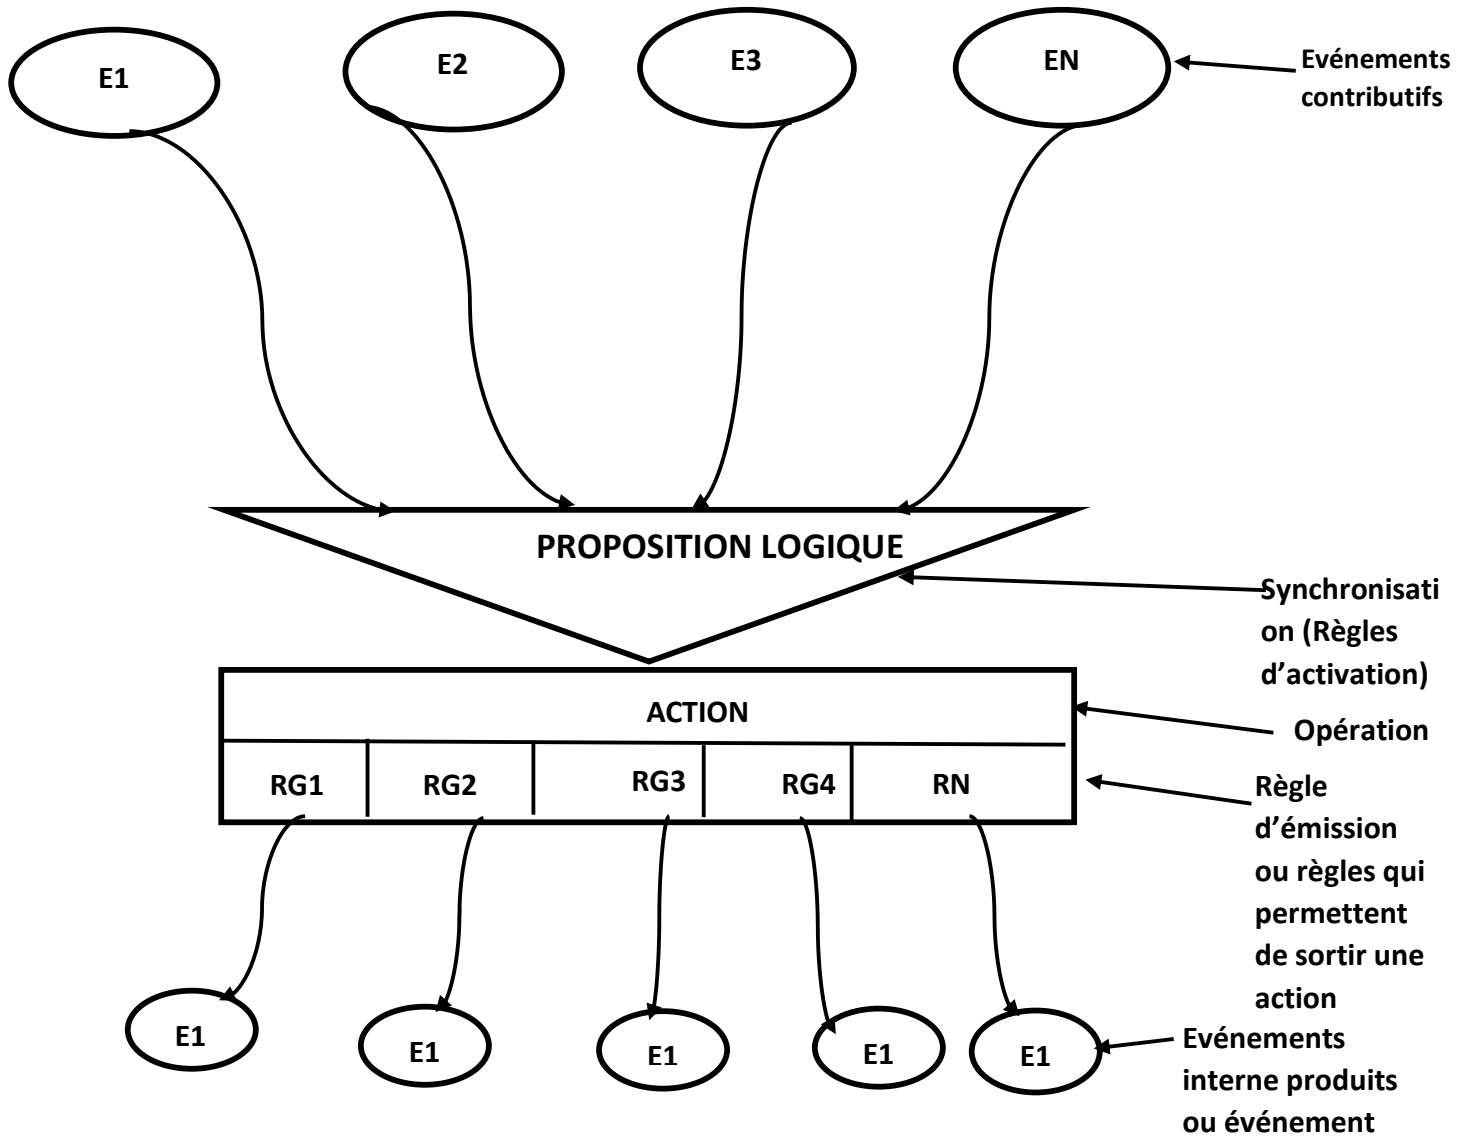 E1
E2
E3
EN
Evénements
contributifs
PROPOSITION LOGIQUE
Synchronisati
on (Règles
d’activation)
ACTION
Opération
RG1
RG2
RG3
RG4
RN
Règle
d’émission
ou règles qui
permettent
de sortir une
action
E1
E1
E1
E1
E1
Evénements
interne produits
ou événement